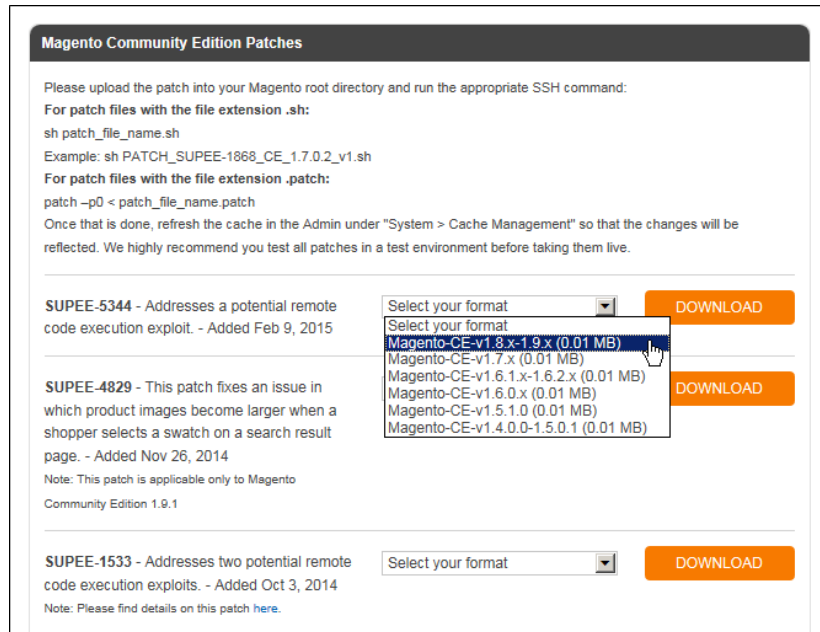 Magento Community Edition Patches
Please upload the patch into your Magento root directory and run the appropriate SSH command:
For patch files with the file extension .sh:
sh patch_file_name.sh
Example: sh PATCH_SUPEE-1868_CE_1.7.0.2_v1.sh
For patch files with the file extension .patch:
patch –p0 < patch_file_name.patch
Once that is done, refresh the cache in the Admin under "System > Cache Management" so that the changes will be
reflected. We highly recommend you test all patches in a test environment before taking them live.
SUPEE-5344 - Addresses a potential remote
code execution exploit. - Added Feb 9, 2015
Select your format
DOWNLOAD
Select your format
Magento-CE-v1.8.x-1.9.x (0.01 MB)
Magento-CE-v1.7.x (0.01 MB)
Magento-CE-v1.6.1.x-1.6.2.x (0.01 MB)
Magento-CE-v1.6.0.x (0.01 MB)
Magento-CE-v1.5.1.0 (0.01 MB)
Magento-CE-v1.4.0.0-1.5.0.1 (0.01 MB)
SUPEE-4829 - This patch fixes an issue in
which product images become larger when a
shopper selects a swatch on a search result
page. - Added Nov 26, 2014
Note: This patch is applicable only to Magento
Community Edition 1.9.1
DOWNLOAD
SUPEE-1533 - Addresses two potential remote
code execution exploits. - Added Oct 3, 2014
Note: Please find details on this patch here.
Select your format
DOWNLOAD